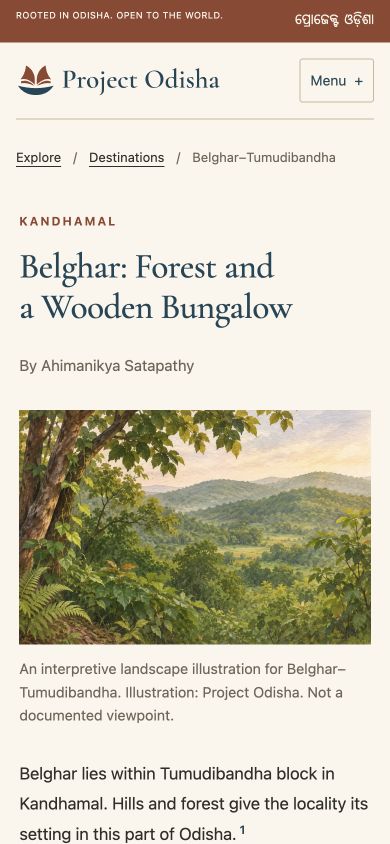 ROOTED IN ODISHA. OPEN TO THE WORLD.
ପ୍ରୋଜେକ୍ଟ ଓଡ଼ିଶା
Project Odisha
Menu +
Explore / Destinations / Belghar–Tumudibandha
KANDHAMAL
Belghar: Forest and
a Wooden Bungalow
By Ahimanikya Satapathy
An interpretive landscape illustration for Belghar–
Tumudibandha. Illustration: Project Odisha. Not a
documented viewpoint.
Belghar lies within Tumudibandha block in
Kandhamal. Hills and forest give the locality its
setting in this part of Odisha. 1